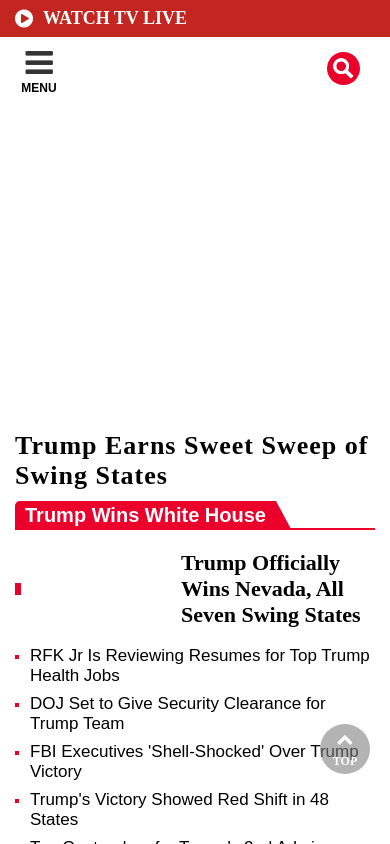 WATCH TV LIVE
MENU
Trump Earns Sweet Sweep of
Swing States
Trump Wins White House
Trump Officially
Wins Nevada, All
Seven Swing States
RFK Jr Is Reviewing Resumes for Top Trump
Health Jobs
DOJ Set to Give Security Clearance for
Trump Team
FBI Executives 'Shell-Shocked' Over Trump
Victory
TOP
Trump's Victory Showed Red Shift in 48
States